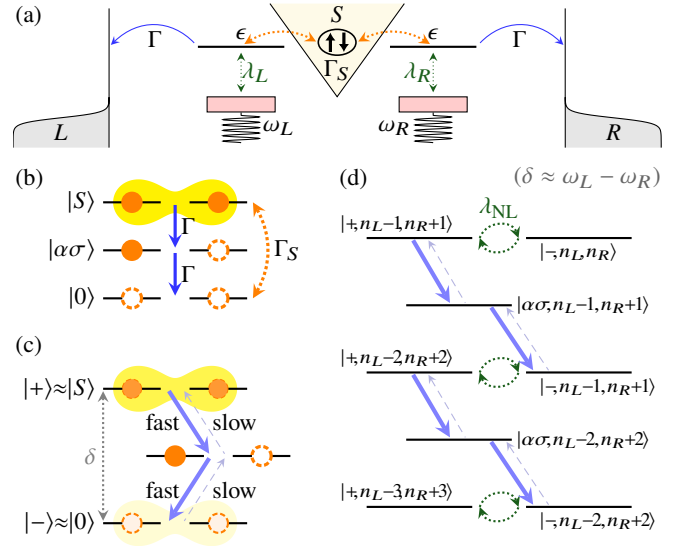 (a)
S
Γ ϵ ϵ Γ
Γ_S
λ_L λ_R
L ω_L ω_R R
(b)
|S⟩
Γ
|ασ⟩ Γ_S
Γ
|0⟩
(c)
|+⟩≈|S⟩
fast slow
δ
fast slow
|−⟩≈|0⟩
(d) (δ ≈ ω_L − ω_R)
λ_NL
|+, n_L−1, n_R+1⟩
|−, n_L, n_R⟩
|ασ, n_L−1, n_R+1⟩
|+, n_L−2, n_R+2⟩
|−, n_L−1, n_R+1⟩
|ασ, n_L−2, n_R+2⟩
|+, n_L−3, n_R+3⟩
|−, n_L−2, n_R+2⟩